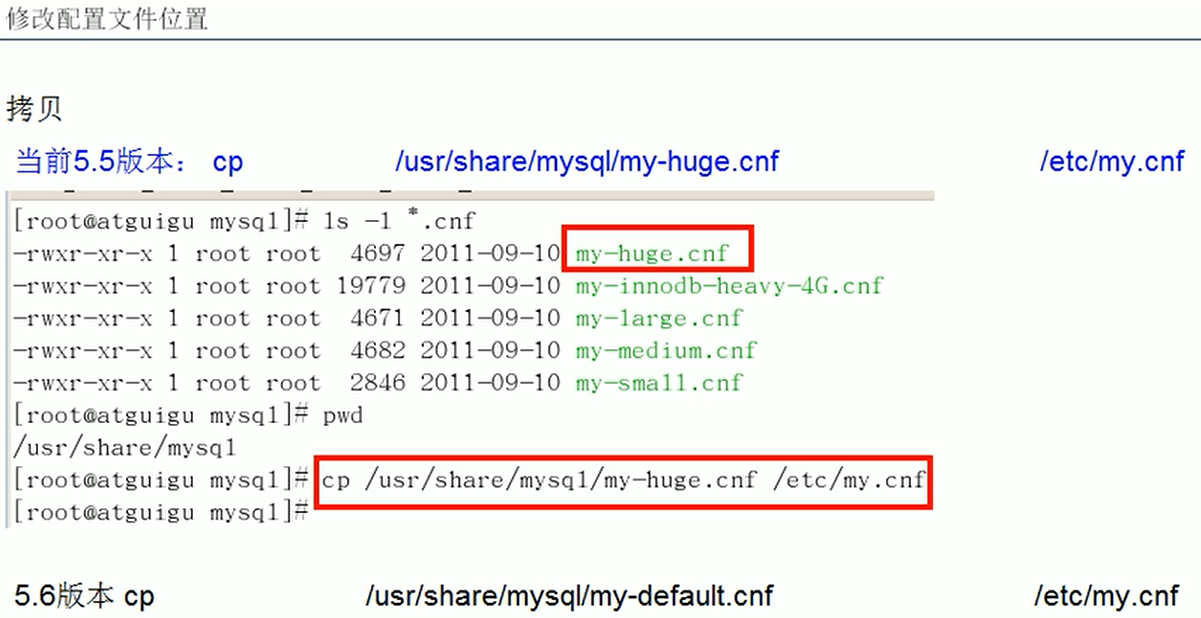 修改配置文件位置
拷贝
当前5.5版本： cp /usr/share/mysql/my-huge.cnf /etc/my.cnf
[root@atguigu mysql]# ls -l *.cnf
-rwxr-xr-x 1 root root 4697 2011-09-10 my-huge.cnf
-rwxr-xr-x 1 root root 19779 2011-09-10 my-innodb-heavy-4G.cnf
-rwxr-xr-x 1 root root 4671 2011-09-10 my-large.cnf
-rwxr-xr-x 1 root root 4682 2011-09-10 my-medium.cnf
-rwxr-xr-x 1 root root 2846 2011-09-10 my-small.cnf
[root@atguigu mysql]# pwd
/usr/share/mysql
[root@atguigu mysql]# cp /usr/share/mysql/my-huge.cnf /etc/my.cnf
[root@atguigu mysql]#
5.6版本 cp /usr/share/mysql/my-default.cnf /etc/my.cnf